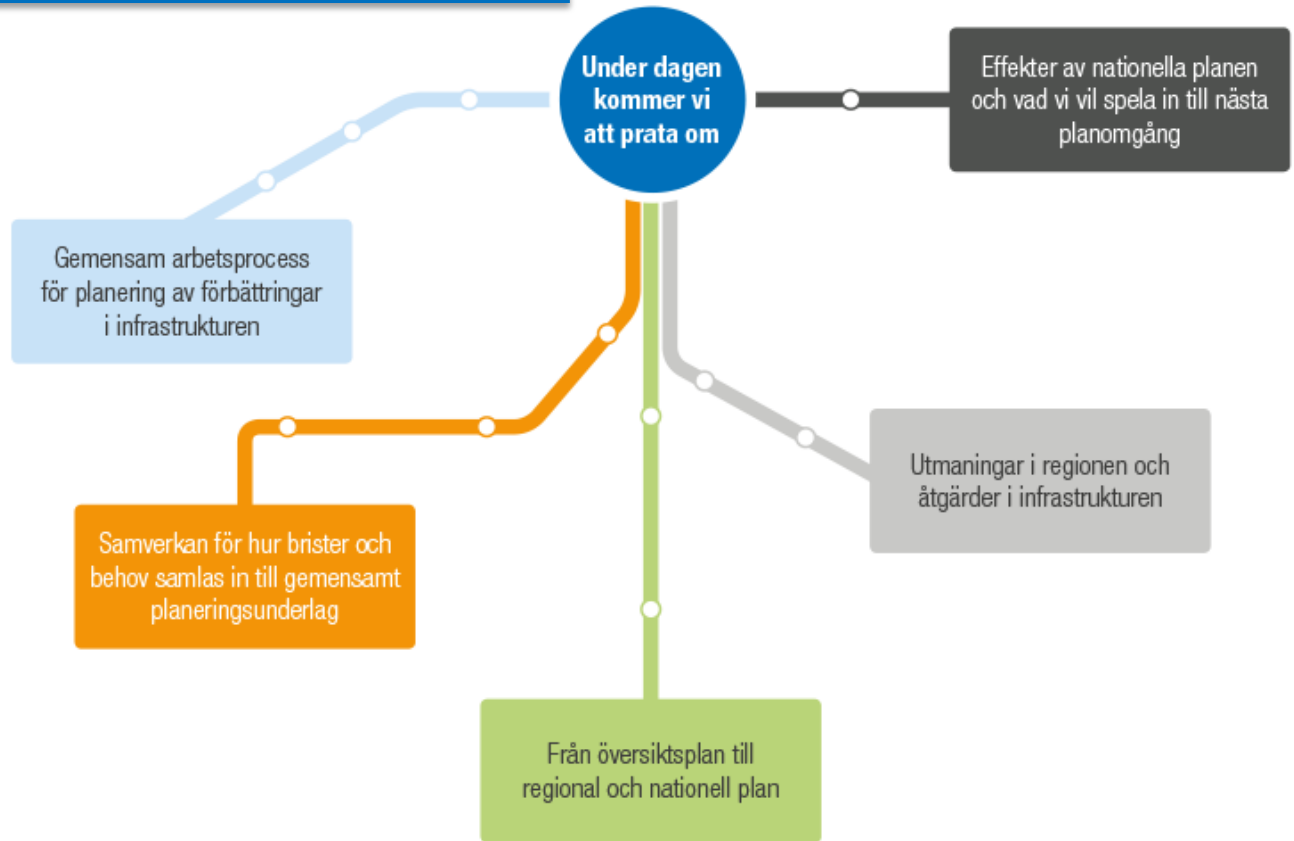 Under dagen
kommer vi
att prata om
Effekter av nationella planen
och vad vi vil spela in till nästa
planomgång
Gemensam arbetsprocess
för planering av förbättringar
i infrastrukturen
Utmaningar i regionen och
åtgärder i infrastrukturen
Samverkan för hur brister och
behov samlas in till gemensamt
planeringsunderlag
Från översiktsplan till
regional och nationell plan